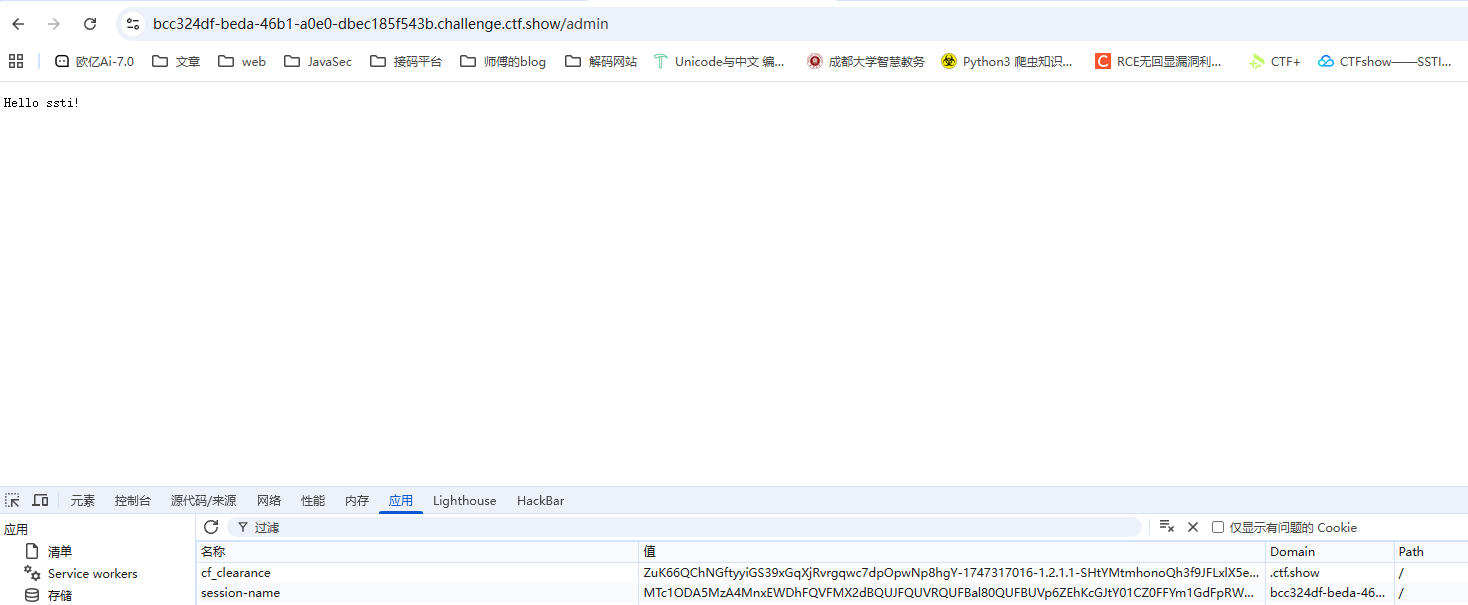 bcc324df-beda-46b1-a0e0-dbec185f543b.challenge.ctf.show/admin
欧亿Ai-7.0 文章 web JavaSec 接码平台 师傅的blog 解码网站 Unicode与中文 编... 成都大学智慧教务 Python3 爬虫知识... RCE无回显漏洞利... CTF+ CTFshow——SSTI...
Hello ssti!
元素 控制台 源代码/来源 网络 性能 内存 应用 Lighthouse HackBar
应用 过滤 仅显示有问题的 Cookie
清单 名称 值 Domain Path
Service workers cf_clearance ZuK66QChNGftyyiGS39xGqXjRvrgqwc7dpOpwNp8hgY-1747317016-1.2.1.1-SHtYMtmhonoQh3f9JFLxlX5e... .ctf.show /
存储 session-name MTc1ODA5MzA4MnxEWDhFQVFMX2dBQUJFQUVRQUFBal80QUFBUVp6ZEhKcGJtY01CZ0FFYm1GdFpRW... bcc324df-beda-46... /